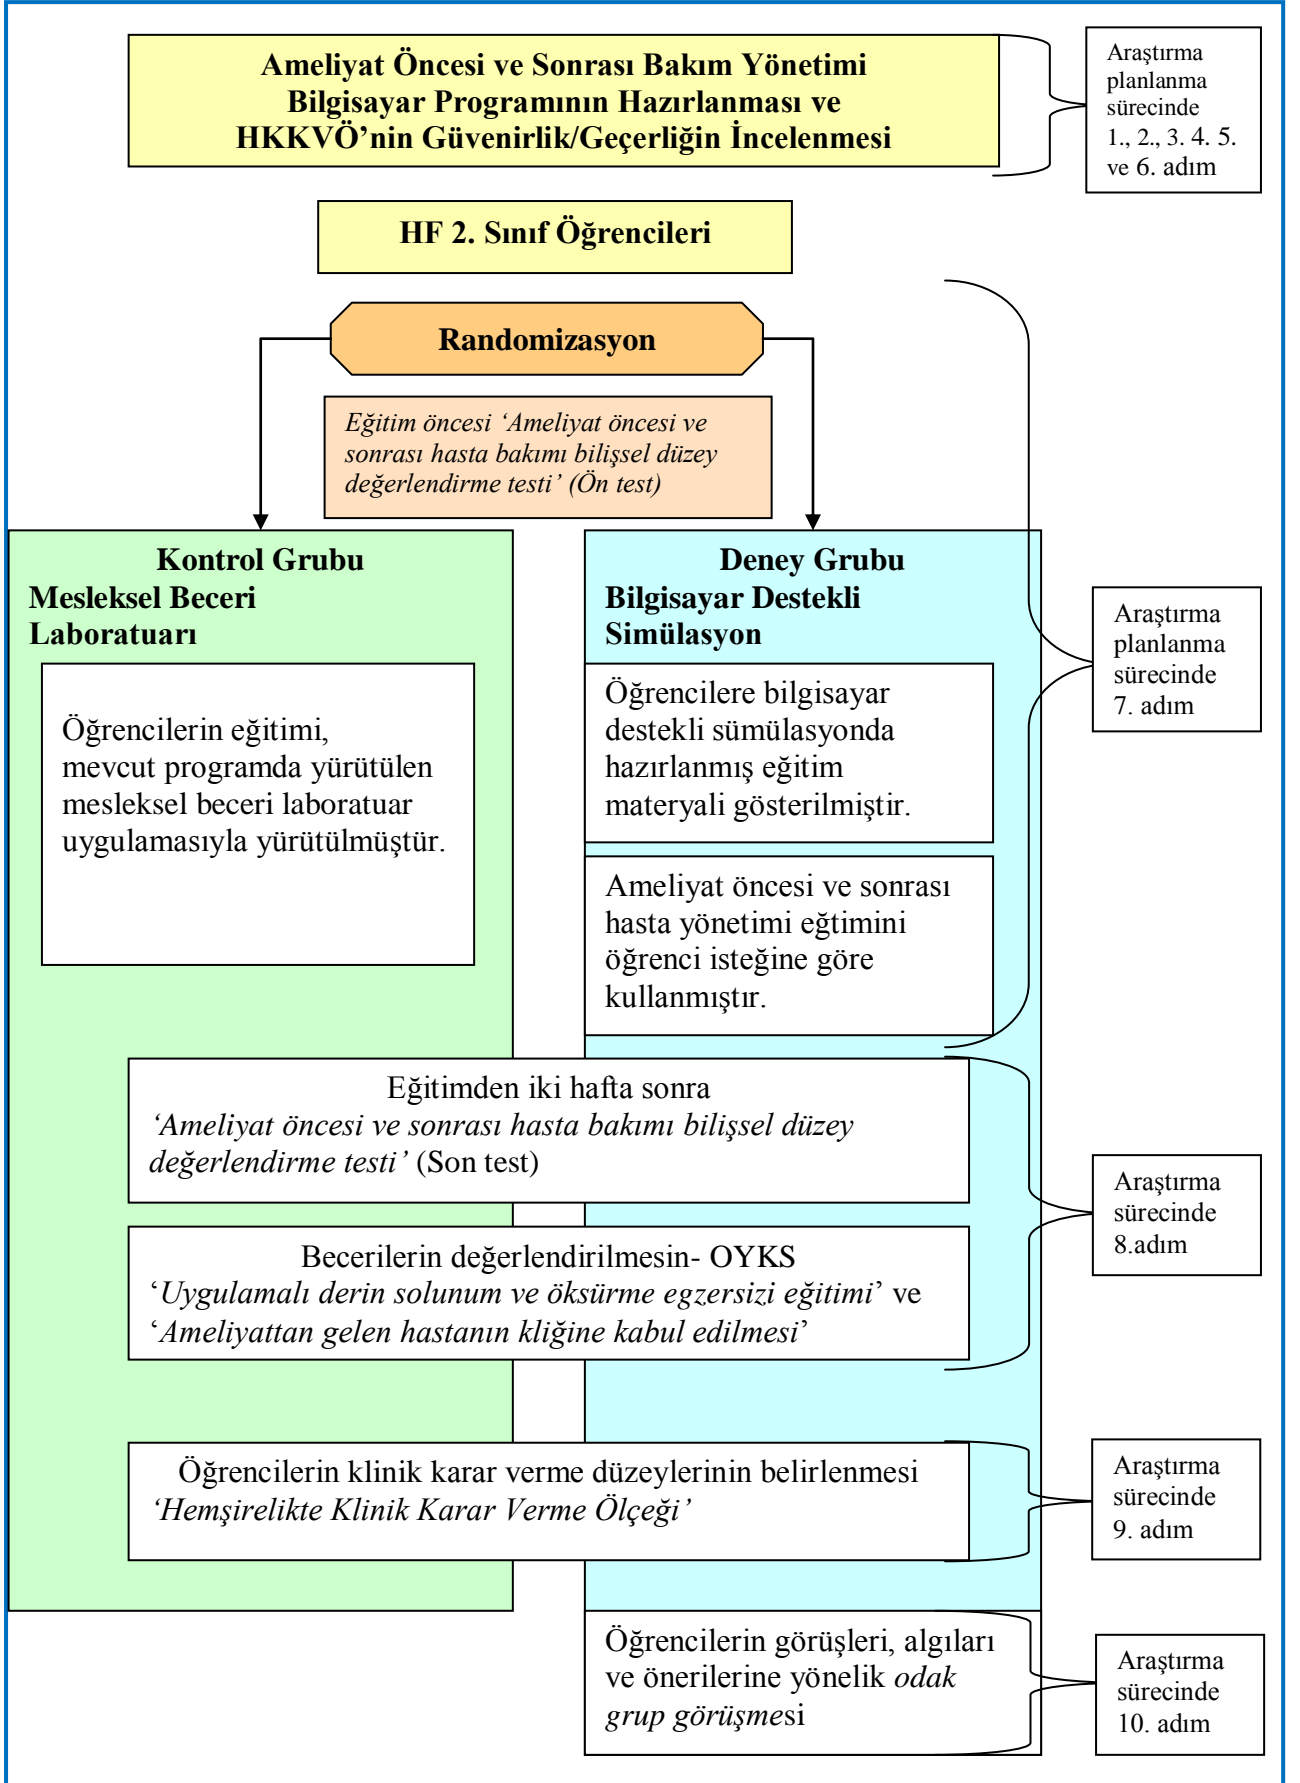 Ameliyat Öncesi ve Sonrası Bakım Yönetimi
Bilgisayar Programının Hazırlanması ve
HKKVÖ’nin Güvenirlik/Geçerliğin İncelenmesi
Araştırma
planlanma
sürecinde
1., 2., 3. 4. 5.
ve 6. adım
HF 2. Sınıf Öğrencileri
Randomizasyon
Eğitim öncesi ‘Ameliyat öncesi ve
sonrası hasta bakımı bilişsel düzey
değerlendirme testi’ (Ön test)
Kontrol Grubu
Mesleksel Beceri
Laboratuarı
Öğrencilerin eğitimi,
mevcut programda yürütülen
mesleksel beceri laboratuar
uygulamasıyla yürütülmüştür.
Deney Grubu
Bilgisayar Destekli
Simülasyon
Öğrencilere bilgisayar
destekli sümülasyonda
hazırlanmış eğitim
materyali gösterilmiştir.
Ameliyat öncesi ve sonrası
hasta yönetimi eğtimini
öğrenci isteğine göre
kullanmıştır.
Araştırma
planlanma
sürecinde
7. adım
Eğitimden iki hafta sonra
‘Ameliyat öncesi ve sonrası hasta bakımı bilişsel düzey
değerlendirme testi’ (Son test)
Becerilerin değerlendirilmesin- OYKS
‘Uygulamalı derin solunum ve öksürme egzersizi eğitimi’ ve
‘Ameliyattan gelen hastanın kliğine kabul edilmesi’
Araştırma
sürecinde
8.adım
Öğrencilerin klinik karar verme düzeylerinin belirlenmesi
‘Hemşirelikte Klinik Karar Verme Ölçeği’
Araştırma
sürecinde
9. adım
Öğrencilerin görüşleri, algıları
ve önerilerine yönelik odak
grup görüşmesi
Araştırma
sürecinde
10. adım